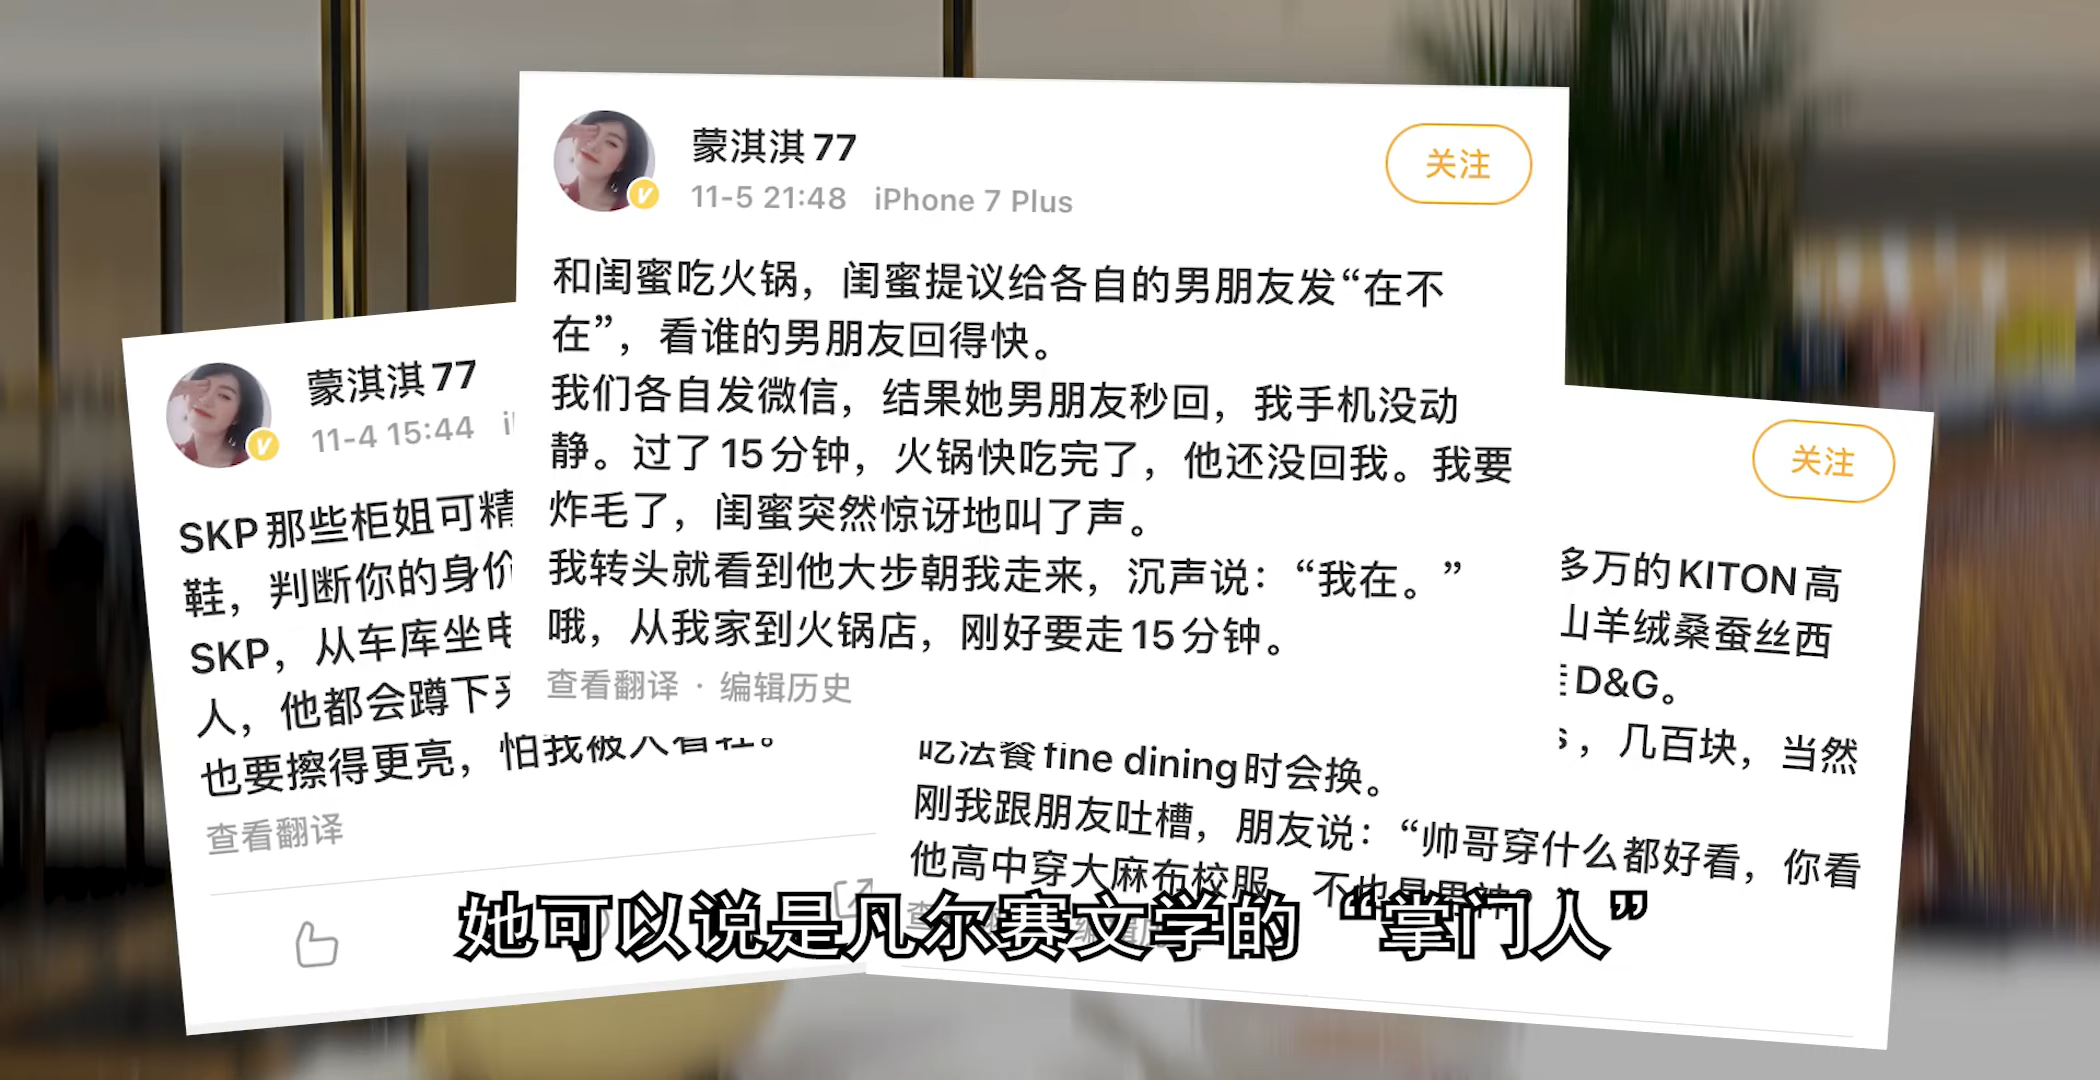 蒙淇淇77
11-5 21:48 iPhone 7 Plus
关注
和闺蜜吃火锅，闺蜜提议给各自的男朋友发“在不
在”，看谁的男朋友回得快。
我们各自发微信，结果她男朋友秒回，我手机没动
静。过了15分钟，火锅快吃完了，他还没回我。我要
炸毛了，闺蜜突然惊讶地叫了声。
我转头就看到他大步朝我走来，沉声说：“我在。”
哦，从我家到火锅店，刚好要走15分钟。
查看翻译 · 编辑历史
蒙淇淇77
11-4 15:44
SKP那些柜姐可精
鞋，判断你的身价
SKP，从车库坐电
人，他都会蹲下来
也要擦得更亮，怕我被人看轻。
查看翻译
关注
多万的KITON高
山羊绒桑蚕丝西
D&G。
，几百块，当然
吃法餐fine dining时会换。
刚我跟朋友吐槽，朋友说：“帅哥穿什么都好看，你看
他高中穿大麻布校服，不也是男神？”
她可以说是凡尔赛文学的“掌门人”